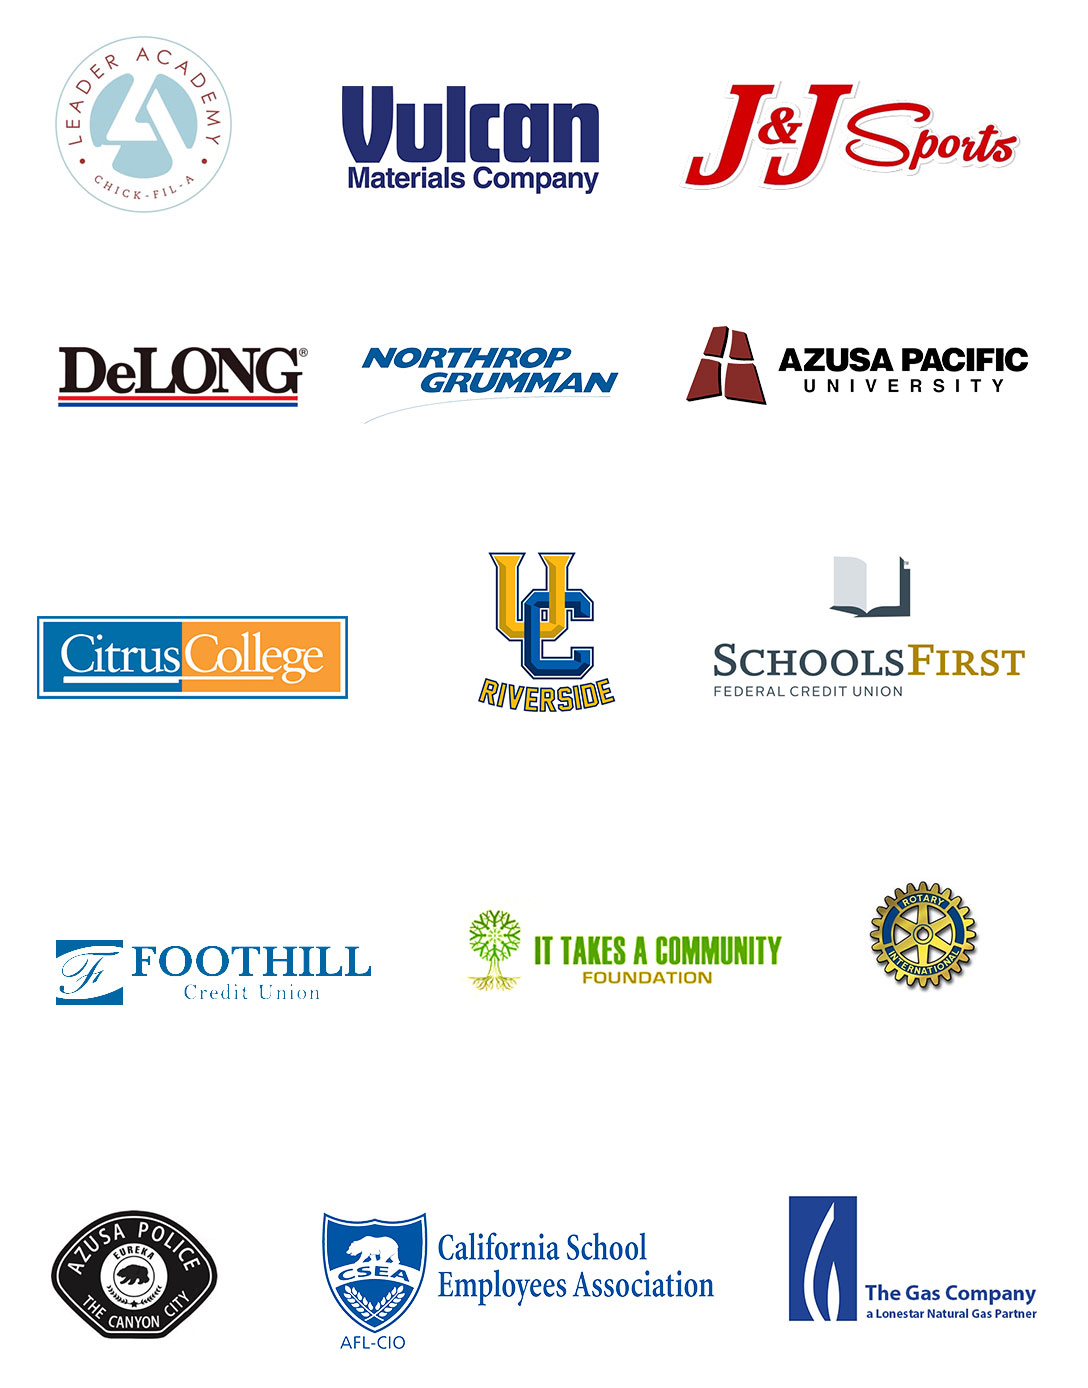 LEADER ACADEMY
CHICK-FIL-A
Vulcan
Materials Company
J&J Sports
DeLONG®
NORTHROP
GRUMMAN
AZUSA PACIFIC
UNIVERSITY
Citrus College
UC
RIVERSIDE
SCHOOLSFIRST
FEDERAL CREDIT UNION
F FOOTHILL
Credit Union
IT TAKES A COMMUNITY
FOUNDATION
ROTARY
INTERNATIONAL
AZUSA POLICE
EUREKA
THE CANYON CITY
CSEA
AFL-CIO
California School
Employees Association
The Gas Company
a Lonestar Natural Gas Partner